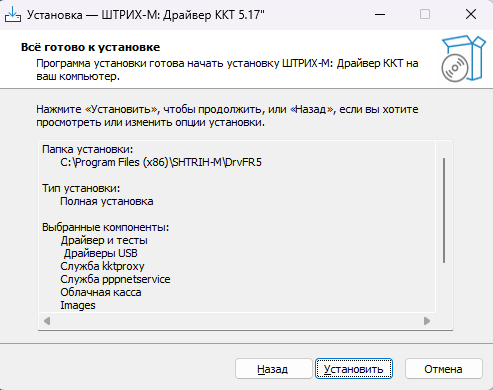 Установка — ШТРИХ-М: Драйвер ККТ 5.17"
Всё готово к установке
Программа установки готова начать установку ШТРИХ-М: Драйвер ККТ на
ваш компьютер.
Нажмите «Установить», чтобы продолжить, или «Назад», если вы хотите
просмотреть или изменить опции установки.
Папка установки:
C:\Program Files (x86)\SHTRIH-M\DrvFR5
Тип установки:
Полная установка
Выбранные компоненты:
Драйвер и тесты
Драйверы USB
Служба kktproxy
Служба pppnetservice
Облачная касса
Images
Назад
Установить
Отмена